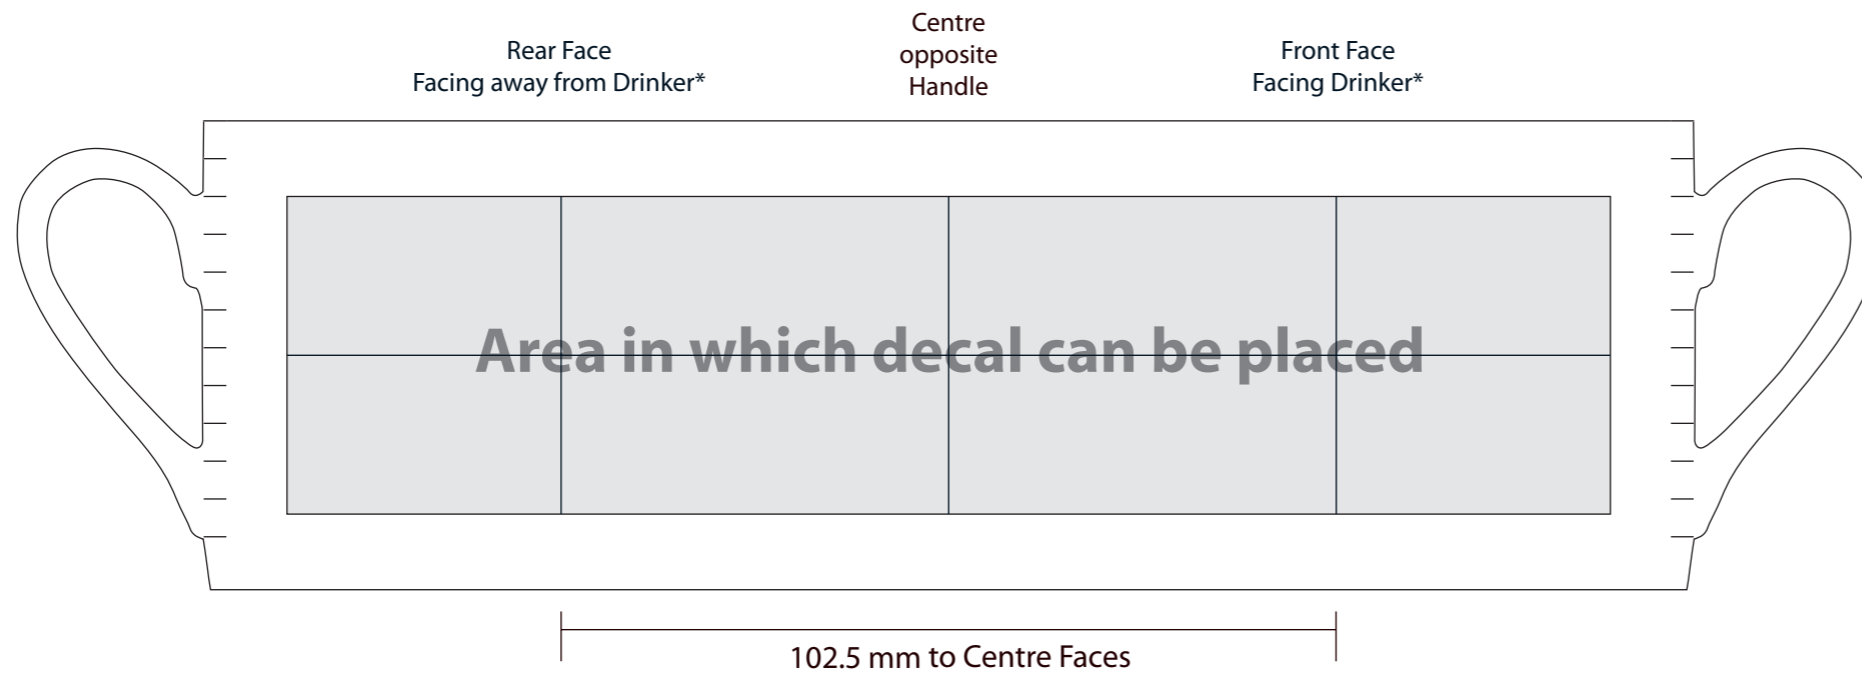 Centre
opposite
Handle
Rear Face
Facing away from Drinker*
Front Face
Facing Drinker*
Area in which decal can be placed
102.5 mm to Centre Faces